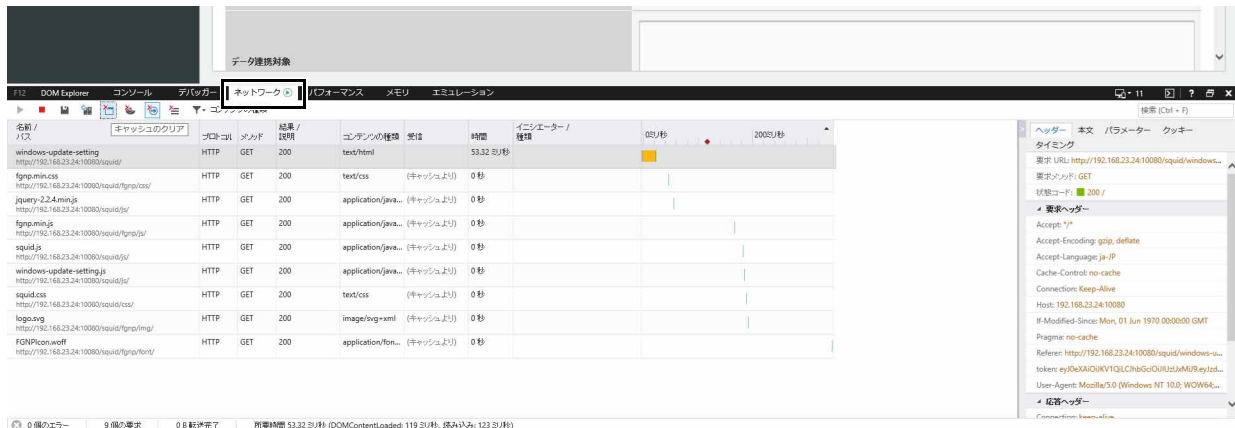 データ連携対象
F12 DOM Explorer コンソール デバッガー ネットワーク パフォーマンス メモリ エミュレーション 11
検索 (Ctrl + F)
キャッシュのクリア
名前 / パス プロトコル メソッド 結果 / 説明 コンテンツの種類 受信 時間 イニシエーター / 種類 0ミリ秒 200ミリ秒
windows-update-setting HTTP GET 200 text/html 53.32 ミリ秒
http://192.168.23.24:10080/squid/
fgnp.min.css HTTP GET 200 text/css (キャッシュより) 0 秒
http://192.168.23.24:10080/squid/fgnp/css/
jquery-2.2.4.min.js HTTP GET 200 application/java... (キャッシュより) 0 秒
http://192.168.23.24:10080/squid/js/
fgnp.min.js HTTP GET 200 application/java... (キャッシュより) 0 秒
http://192.168.23.24:10080/squid/fgnp/js/
squid.js HTTP GET 200 application/java... (キャッシュより) 0 秒
http://192.168.23.24:10080/squid/js/
windows-update-setting.js HTTP GET 200 application/java... (キャッシュより) 0 秒
http://192.168.23.24:10080/squid/js/
squid.css HTTP GET 200 text/css (キャッシュより) 0 秒
http://192.168.23.24:10080/squid/css/
logo.svg HTTP GET 200 image/svg+xml (キャッシュより) 0 秒
http://192.168.23.24:10080/squid/fgnp/img/
FGNPIcon.woff HTTP GET 200 application/fon... (キャッシュより) 0 秒
http://192.168.23.24:10080/squid/fgnp/font/
ヘッダー 本文 パラメーター クッキー
タイミング
要求 URL: http://192.168.23.24:10080/squid/windows...
要求メソッド: GET
状態コード: 200 /
要求ヘッダー
Accept: */*
Accept-Encoding: gzip, deflate
Accept-Language: ja-JP
Cache-Control: no-cache
Connection: Keep-Alive
Host: 192.168.23.24:10080
If-Modified-Since: Mon, 01 Jun 1970 00:00:00 GMT
Pragma: no-cache
Referer: http://192.168.23.24:10080/squid/windows-u...
User-Agent: Mozilla/5.0 (Windows NT 10.0; WOW64;...
応答ヘッダー
Connection: keep-alive
0 個のエラー 9 個の要求 0 B 転送完了 所要時間 53.32 ミリ秒 (DOMContentLoaded: 119 ミリ秒, 読み込み: 123 ミリ秒)